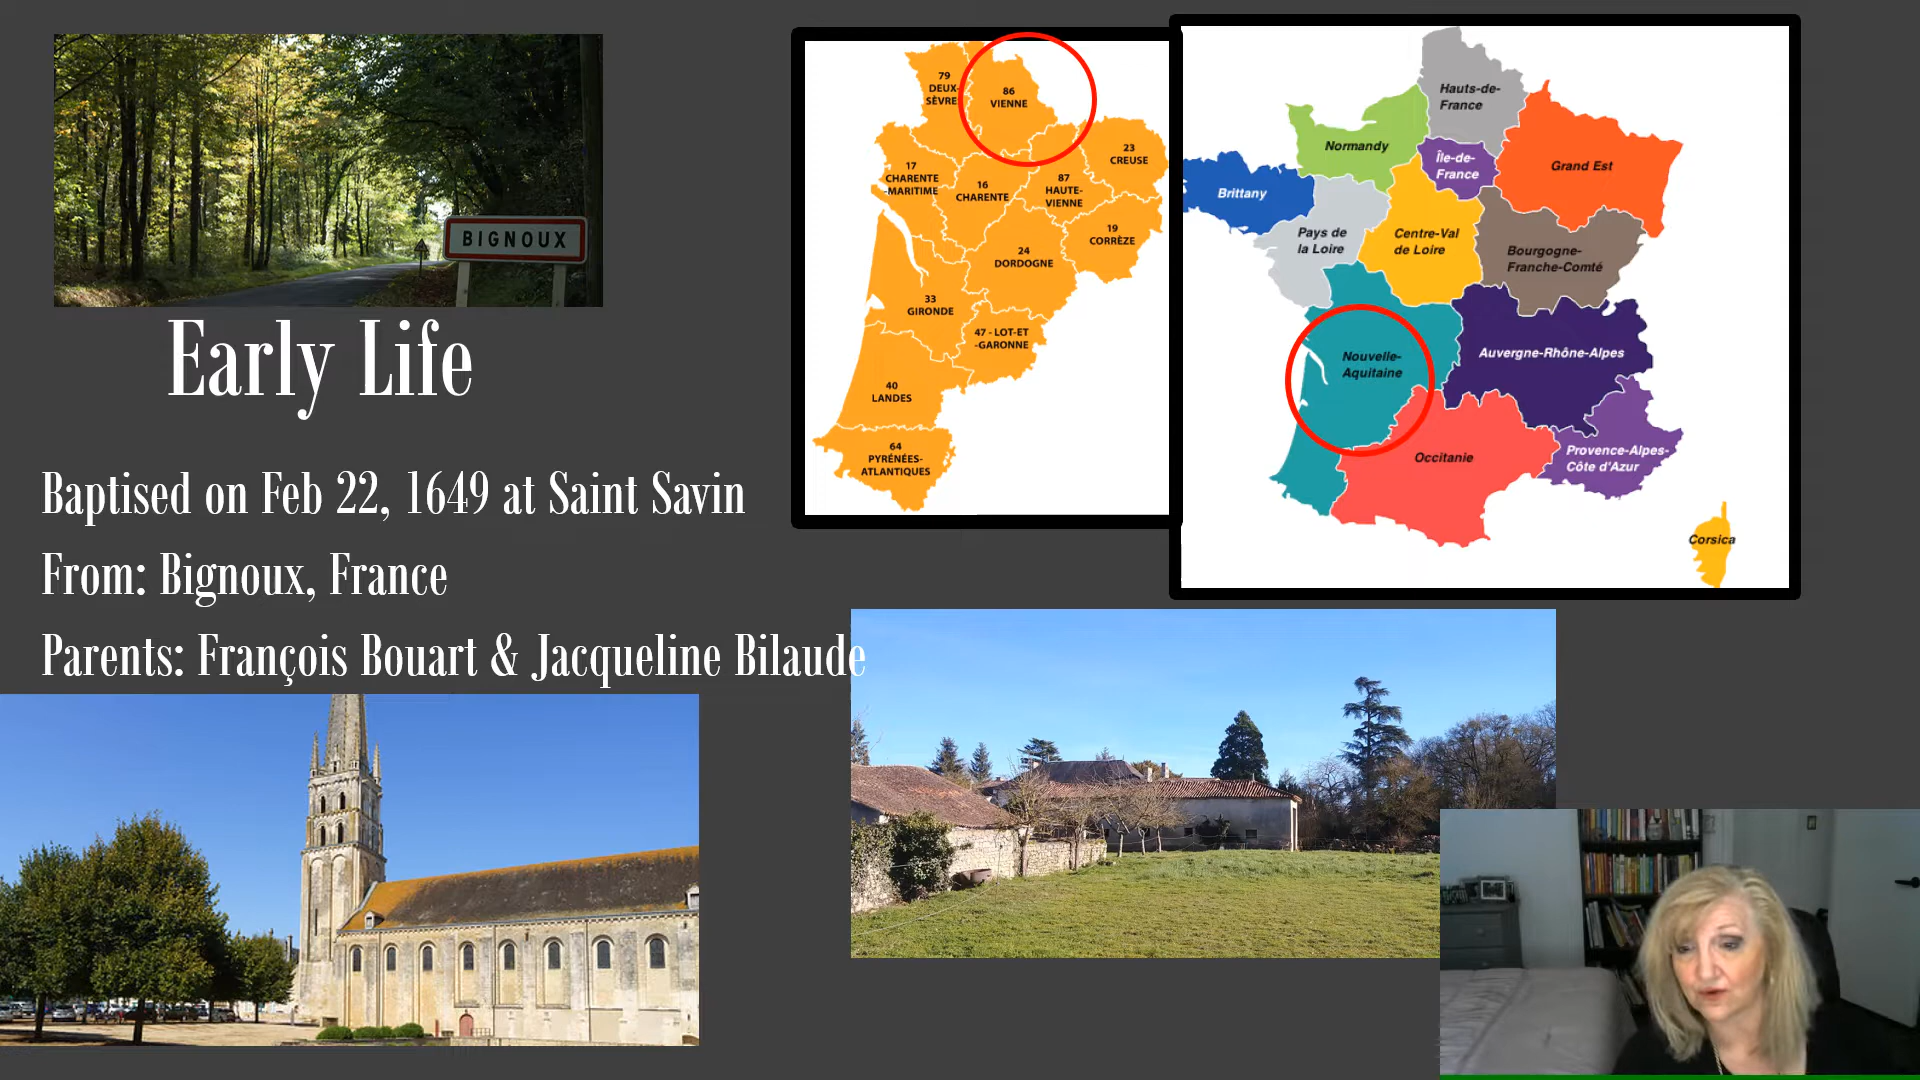 BIGNOUX
Early Life
Baptised on Feb 22, 1649 at Saint Savin
From: Bignoux, France
Parents: François Bouart & Jacqueline Bilaude
79
DEUX-
SÈVRE
86
VIENNE
17
CHARENTE
-MARITIME
16
CHARENTE
87
HAUTE-
VIENNE
23
CREUSE
19
CORRÈZE
24
DORDOGNE
33
GIRONDE
47 - LOT-ET
-GARONNE
40
LANDES
64
PYRÉNÉES-
ATLANTIQUES
Hauts-de-
France
Normandy
Île-de-
France
Grand Est
Brittany
Pays de
la Loire
Centre-Val
de Loire
Bourgogne-
Franche-Comté
Nouvelle-
Aquitaine
Auvergne-Rhône-Alpes
Occitanie
Provence-Alpes-
Côte d'Azur
Corsica